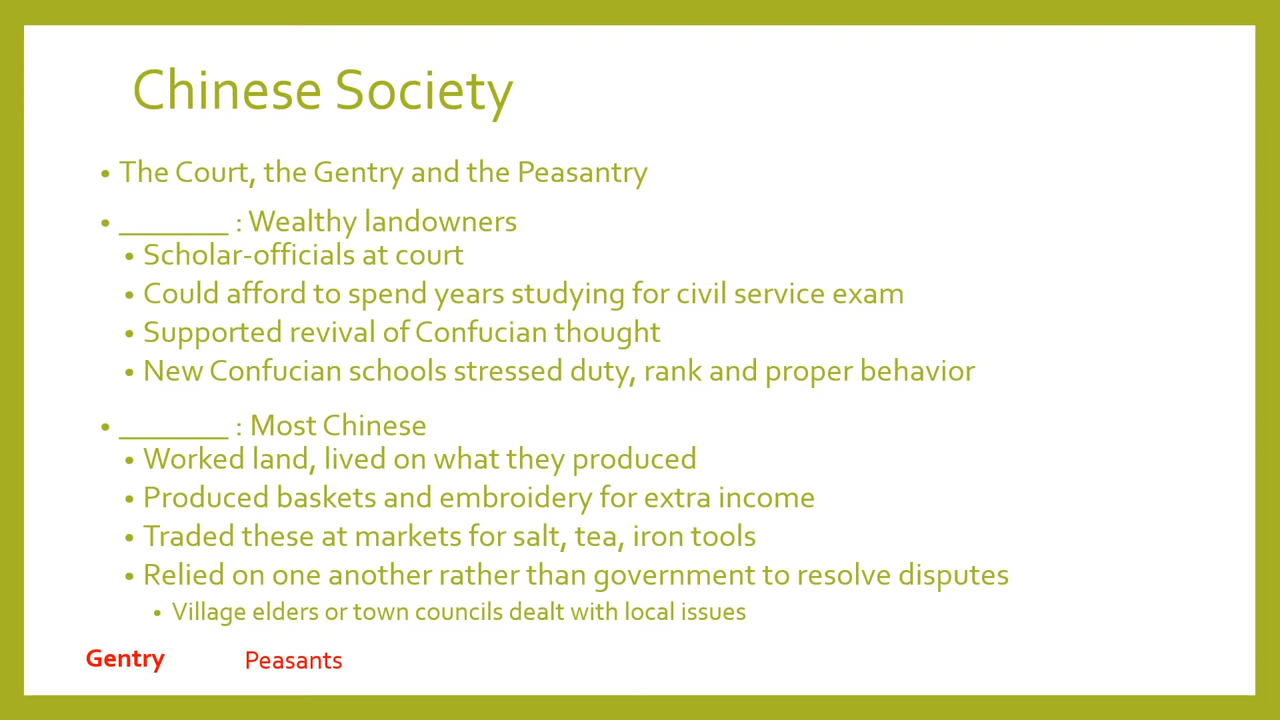 Chinese Society
• The Court, the Gentry and the Peasantry
• _______ : Wealthy landowners
• Scholar-officials at court
• Could afford to spend years studying for civil service exam
• Supported revival of Confucian thought
• New Confucian schools stressed duty, rank and proper behavior
• _______ : Most Chinese
• Worked land, lived on what they produced
• Produced baskets and embroidery for extra income
• Traded these at markets for salt, tea, iron tools
• Relied on one another rather than government to resolve disputes
• Village elders or town councils dealt with local issues
Gentry Peasants